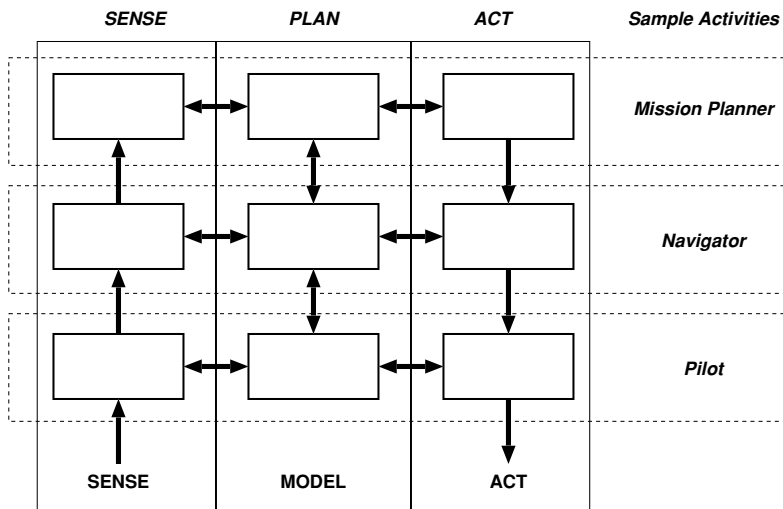 SENSE PLAN ACT Sample Activities
Mission Planner
Navigator
Pilot
SENSE MODEL ACT